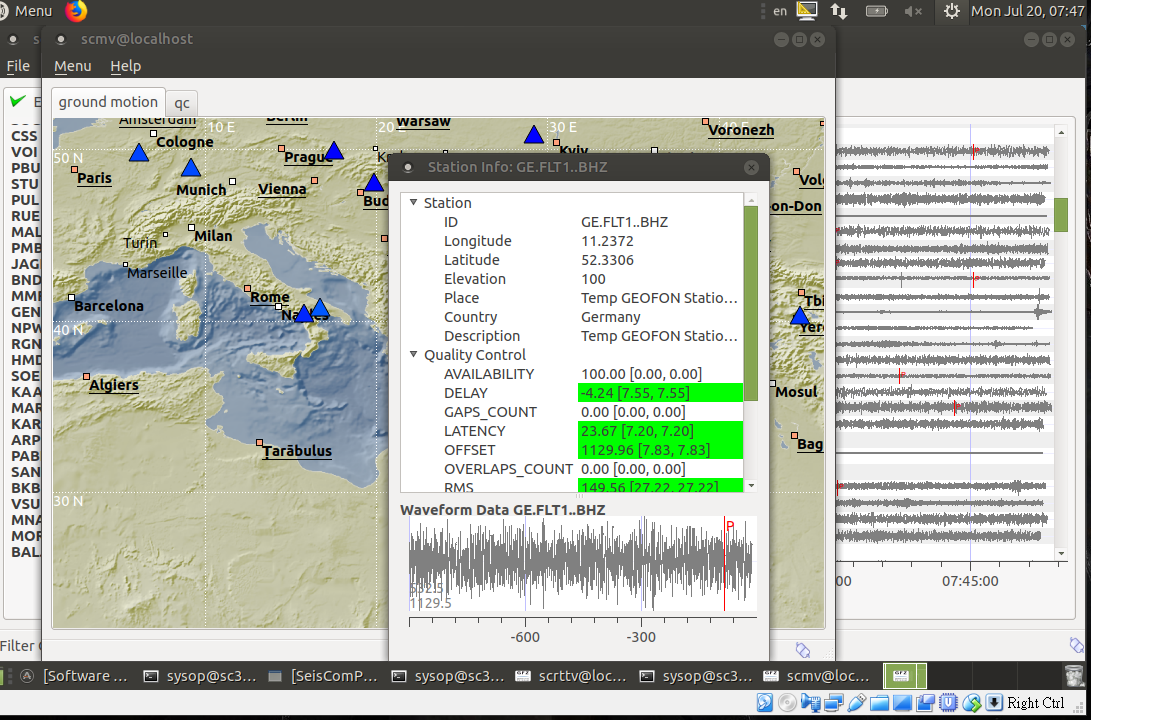 Menu
en
Mon Jul 20, 07:47
scmv@localhost
File
Menu
Help
ground motion
qc
CSS
VOI
PBU
STU
PUL
RUE
MAL
PMB
JAG
BND
MMF
GEN
NPW
RGN
HMD
SOE
KAA
MAR
KAR
ARP
PAB
SAN
BKB
VSU
MNA
MOR
BAL
Amsterdam
Berlin
Warsaw
10 E
20
30 E
Voronezh
Cologne
50 N
Prague
Kyiv
Paris
Munich
Vienna
Bud
on-Don
Turin
Milan
Marseille
Barcelona
Rome
40 N
Algiers
Mosul
Bag
Ṭarābulus
30 N
Station Info: GE.FLT1..BHZ
Station
ID GE.FLT1..BHZ
Longitude 11.2372
Latitude 52.3306
Elevation 100
Place Temp GEOFON Statio...
Country Germany
Description Temp GEOFON Statio...
Quality Control
AVAILABILITY 100.00 [0.00, 0.00]
DELAY -4.24 [7.55, 7.55]
GAPS_COUNT 0.00 [0.00, 0.00]
LATENCY 23.67 [7.20, 7.20]
OFFSET 1129.96 [7.83, 7.83]
OVERLAPS_COUNT 0.00 [0.00, 0.00]
RMS 149.56 [27.22, 27.22]
Waveform Data GE.FLT1..BHZ
P
1129.5
-600
-300
07:45:00
Filter
[Software ...
sysop@sc3...
[SeisComP...
sysop@sc3...
scrttv@loc...
sysop@sc3...
scmv@loc...
Right Ctrl